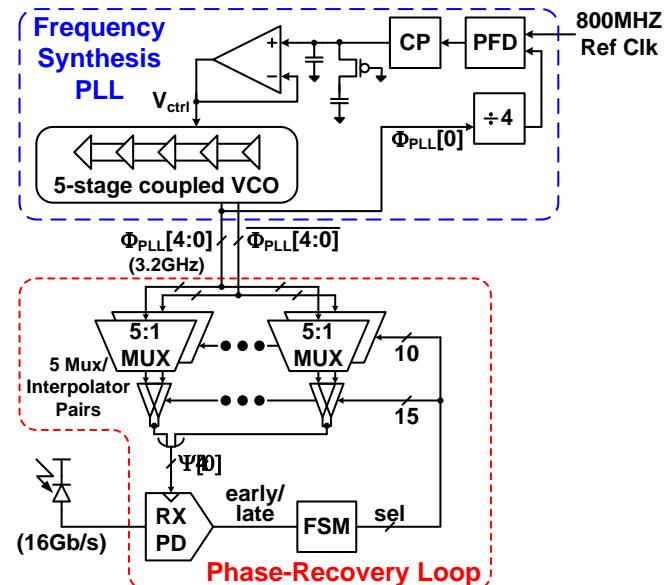 Frequency
Synthesis
PLL
800MHZ
Ref Clk
CP
PFD
+
−
Vctrl
÷4
ΦPLL[0]
5-stage coupled VCO
ΦPLL[4:0]
ΦPLL[4:0]
(3.2GHz)
5:1
MUX
5:1
MUX
10
5 Mux/
Interpolator
Pairs
15
early/
late
RX
PD
FSM
sel
(16Gb/s)
Phase-Recovery Loop